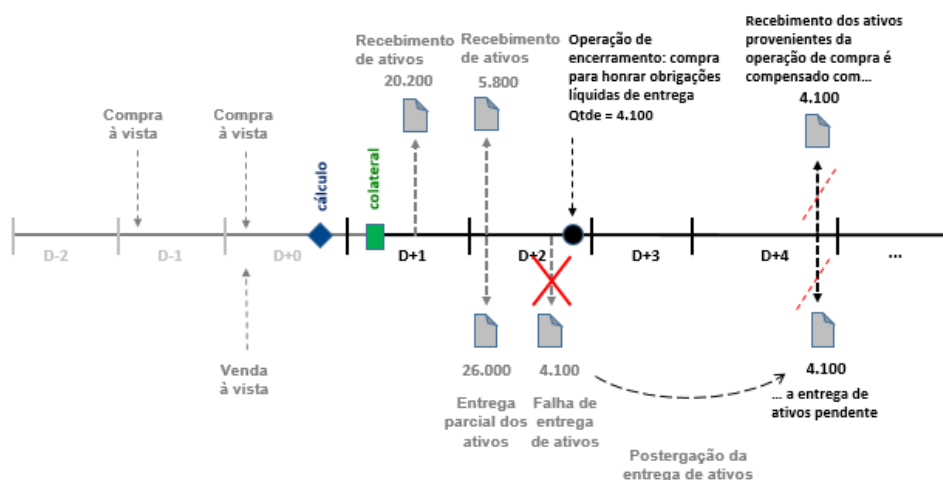 Recebimento
de ativos
20.200
Recebimento
de ativos
5.800
Operação de
encerramento: compra
para honrar obrigações
líquidas de entrega
Qtde = 4.100
Recebimento dos ativos
provenientes da
operação de compra é
compensado com...
4.100
Compra
à vista
Compra
à vista
cálculo
colateral
D-2
D-1
D+0
D+1
D+2
D+3
D+4
...
Venda
à vista
26.000
Entrega
parcial dos
ativos
4.100
Falha de
entrega
de ativos
4.100
... a entrega de
ativos pendente
Postergação da
entrega de ativos